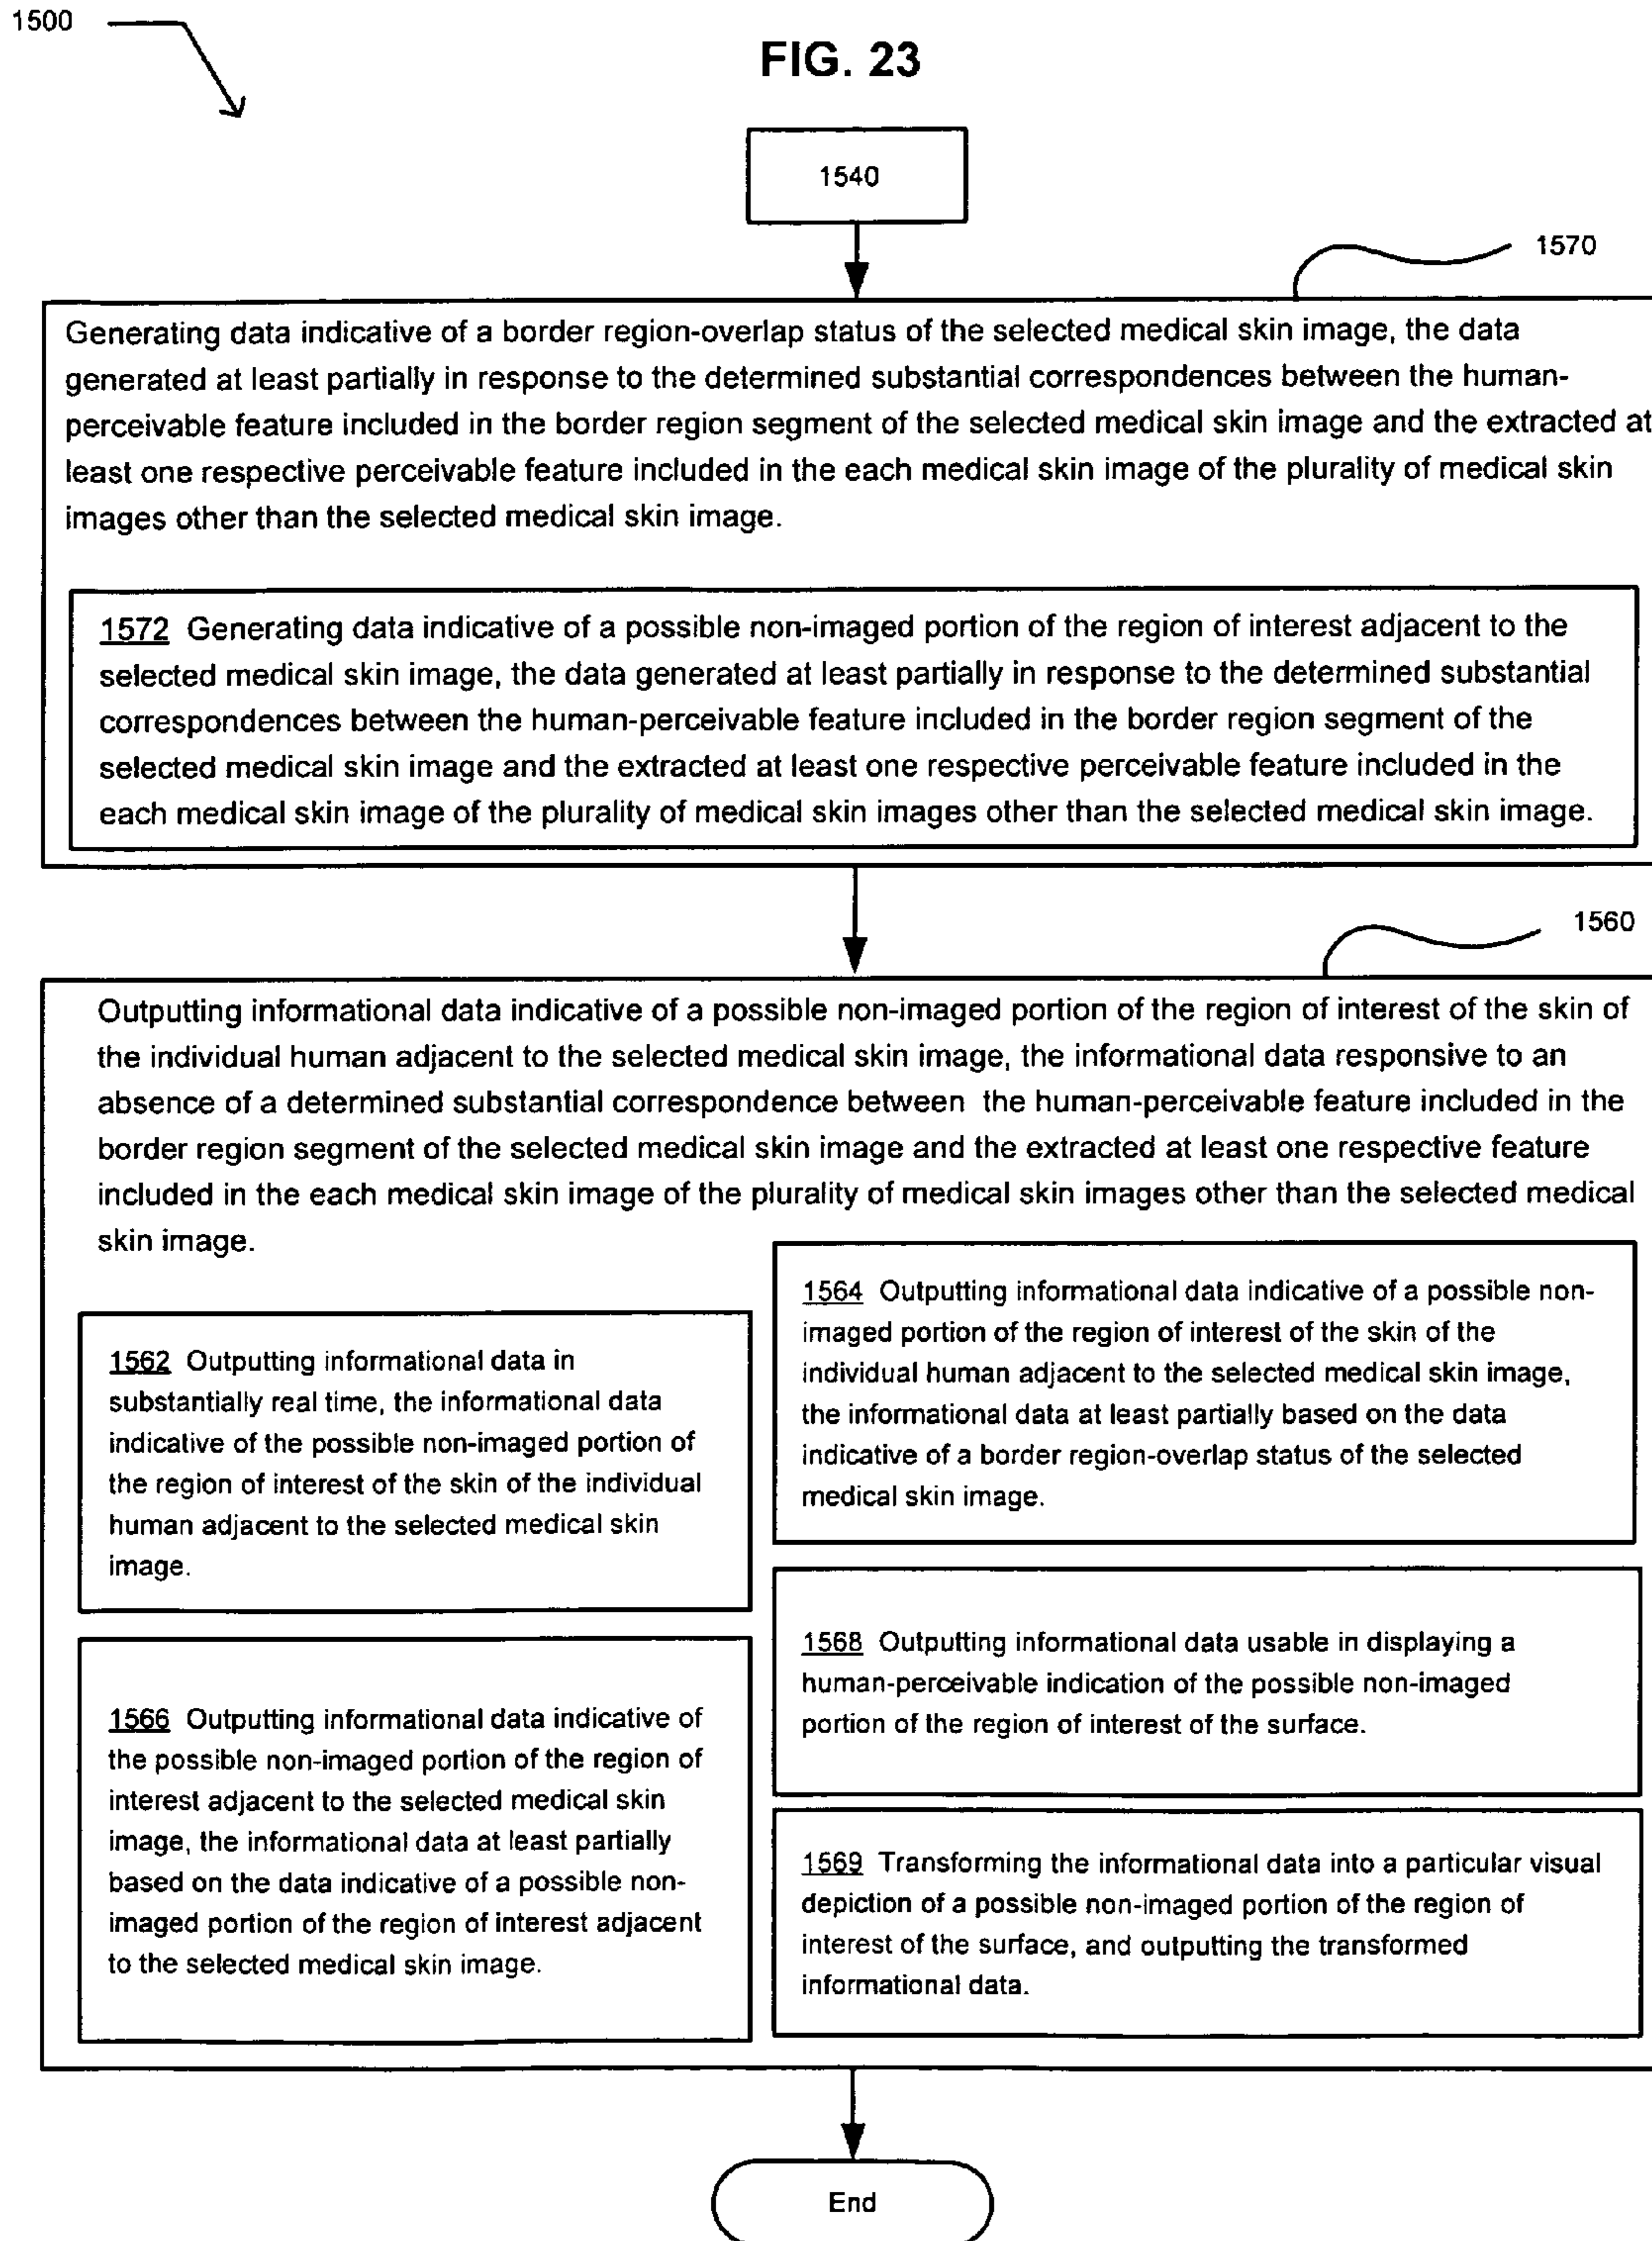 1500
FIG. 23
1540
1570
Generating data indicative of a border region-overlap status of the selected medical skin image, the data
generated at least partially in response to the determined substantial correspondences between the human-
perceivable feature included in the border region segment of the selected medical skin image and the extracted at
least one respective perceivable feature included in the each medical skin image of the plurality of medical skin
images other than the selected medical skin image.
1572 Generating data indicative of a possible non-imaged portion of the region of interest adjacent to the
selected medical skin image, the data generated at least partially in response to the determined substantial
correspondences between the human-perceivable feature included in the border region segment of the
selected medical skin image and the extracted at least one respective perceivable feature included in the
each medical skin image of the plurality of medical skin images other than the selected medical skin image.
1560
Outputting informational data indicative of a possible non-imaged portion of the region of interest of the skin of
the individual human adjacent to the selected medical skin image, the informational data responsive to an
absence of a determined substantial correspondence between the human-perceivable feature included in the
border region segment of the selected medical skin image and the extracted at least one respective feature
included in the each medical skin image of the plurality of medical skin images other than the selected medical
skin image.
1562 Outputting informational data in
substantially real time, the informational data
indicative of the possible non-imaged portion of
the region of interest of the skin of the individual
human adjacent to the selected medical skin
image.
1564 Outputting informational data indicative of a possible non-
imaged portion of the region of interest of the skin of the
individual human adjacent to the selected medical skin image,
the informational data at least partially based on the data
indicative of a border region-overlap status of the selected
medical skin image.
1566 Outputting informational data indicative of
the possible non-imaged portion of the region of
interest adjacent to the selected medical skin
image, the informational data at least partially
based on the data indicative of a possible non-
imaged portion of the region of interest adjacent
to the selected medical skin image.
1568 Outputting informational data usable in displaying a
human-perceivable indication of the possible non-imaged
portion of the region of interest of the surface.
1569 Transforming the informational data into a particular visual
depiction of a possible non-imaged portion of the region of
interest of the surface, and outputting the transformed
informational data.
End